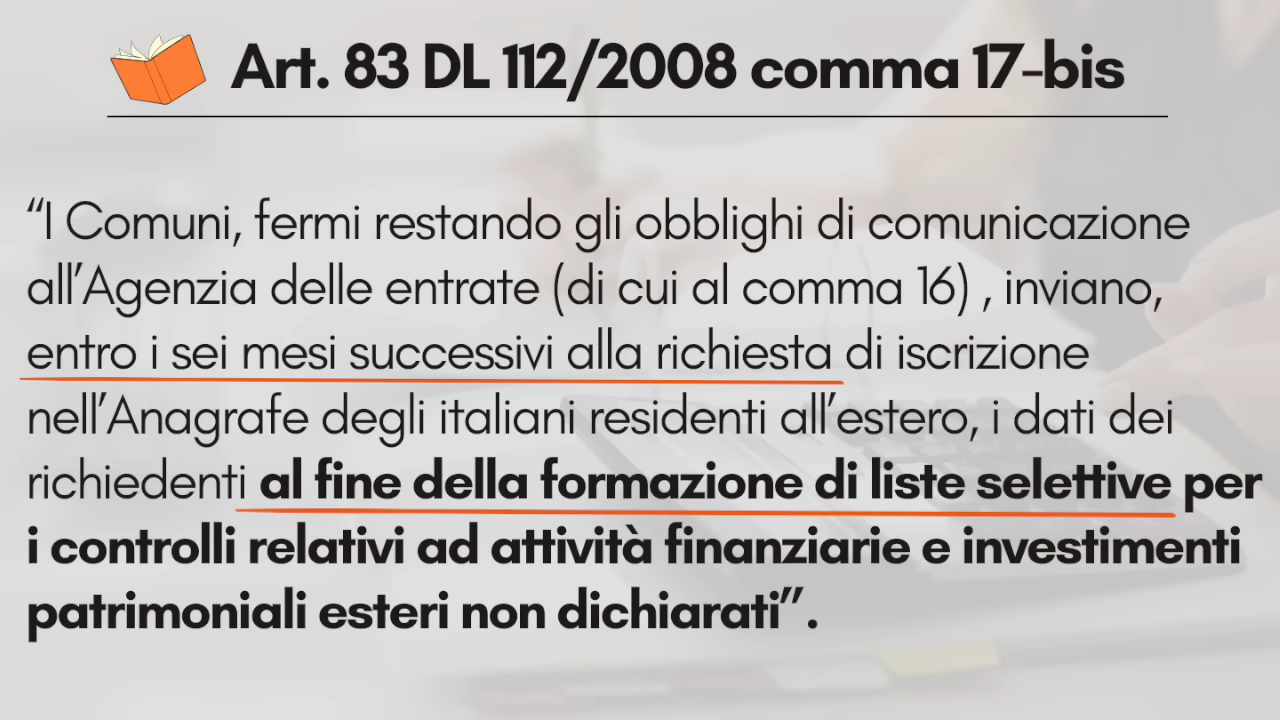 Art. 83 DL 112/2008 comma 17-bis
“I Comuni, fermi restando gli obblighi di comunicazione
all’Agenzia delle entrate (di cui al comma 16) , inviano,
entro i sei mesi successivi alla richiesta di iscrizione
nell’Anagrafe degli italiani residenti all’estero, i dati dei
richiedenti al fine della formazione di liste selettive per
i controlli relativi ad attività finanziarie e investimenti
patrimoniali esteri non dichiarati”.